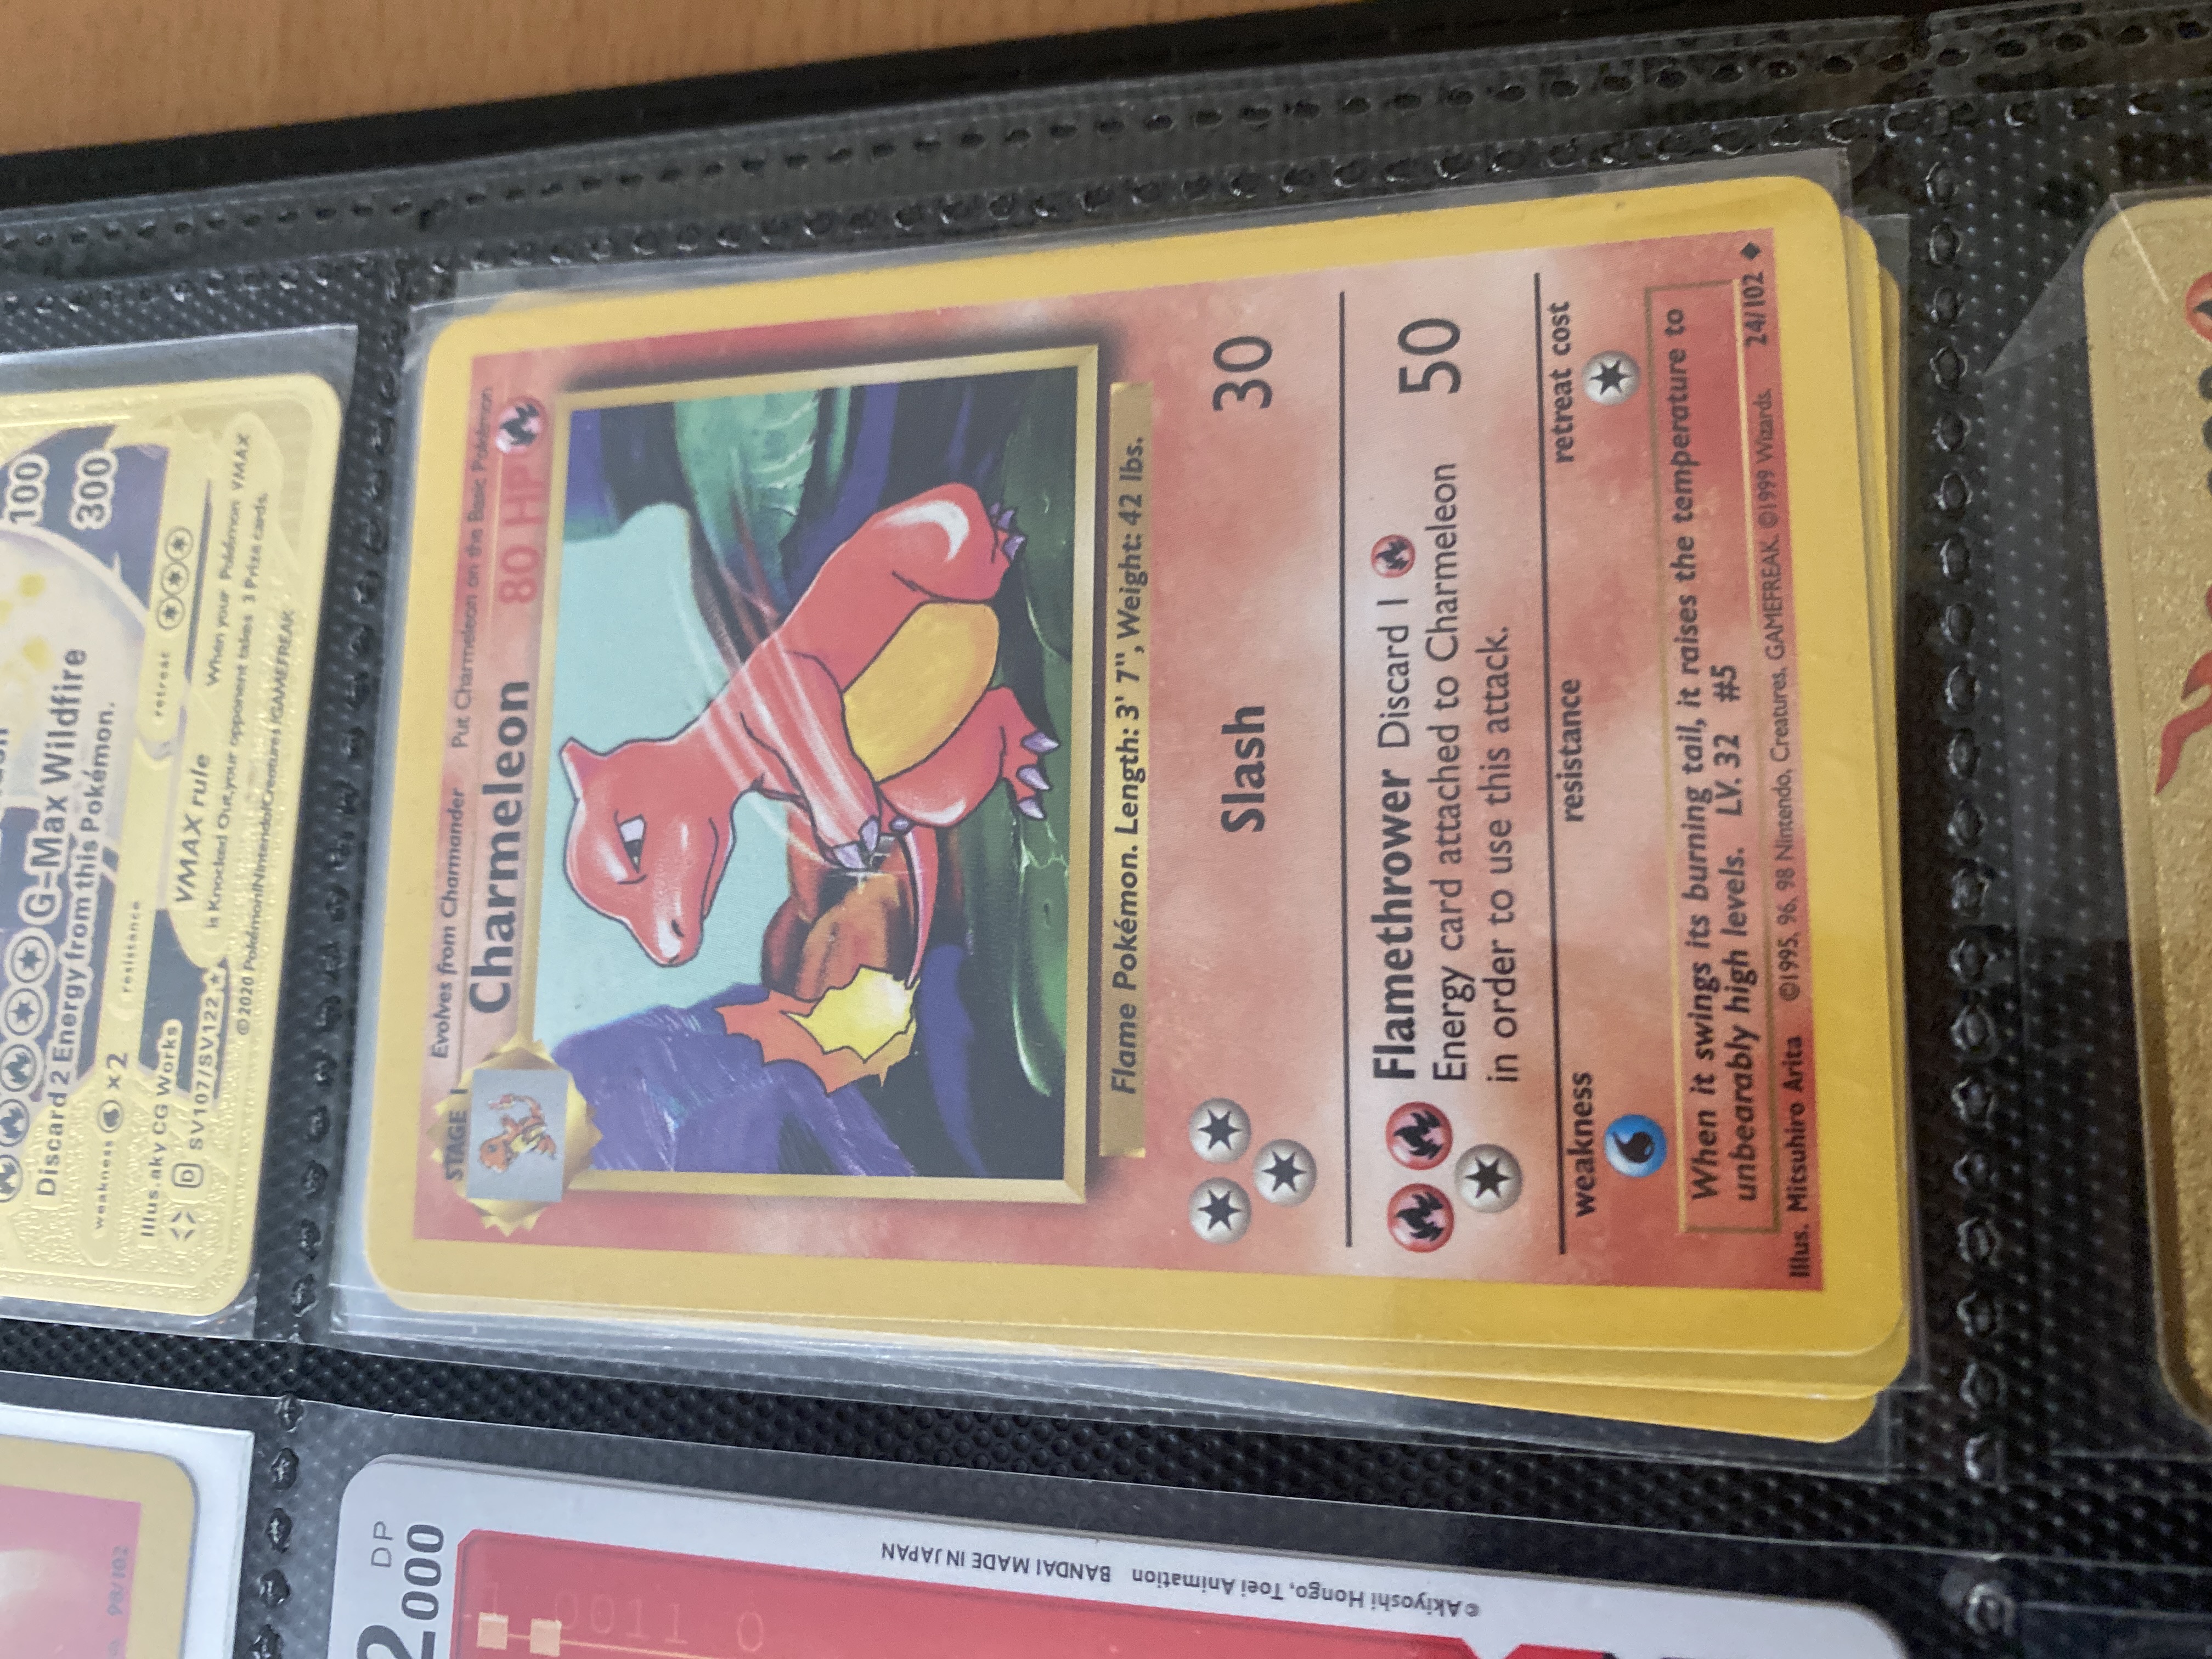 STAGE 1 Evolves from Charmander Put Charmeleon on the Basic Pokémon
Charmeleon 80 HP
Flame Pokémon. Length: 3' 7", Weight: 42 lbs.
Slash 30
Flamethrower Discard 1
Energy card attached to Charmeleon
in order to use this attack.
50
weakness resistance retreat cost
When it swings its burning tail, it raises the temperature to
unbearably high levels. LV. 32 #5
Illus. Mitsuhiro Arita ©1995, 96, 98 Nintendo, Creatures, GAMEFREAK. ©1999 Wizards. 24/102
100
G-Max Wildfire 300
Discard 2 Energy from this Pokémon.
weakness ×2 resistance retreat
Illus. aky CG Works
D SV107/SV122
VMAX rule When your Pokémon VMAX
is Knocked Out, your opponent takes 3 Prize cards.
©2020 Pokémon/Nintendo/Creatures/GAMEFREAK
98/102
DP
2000
0011 0
©Akiyoshi Hongo, Toei Animation BANDAI MADE IN JAPAN